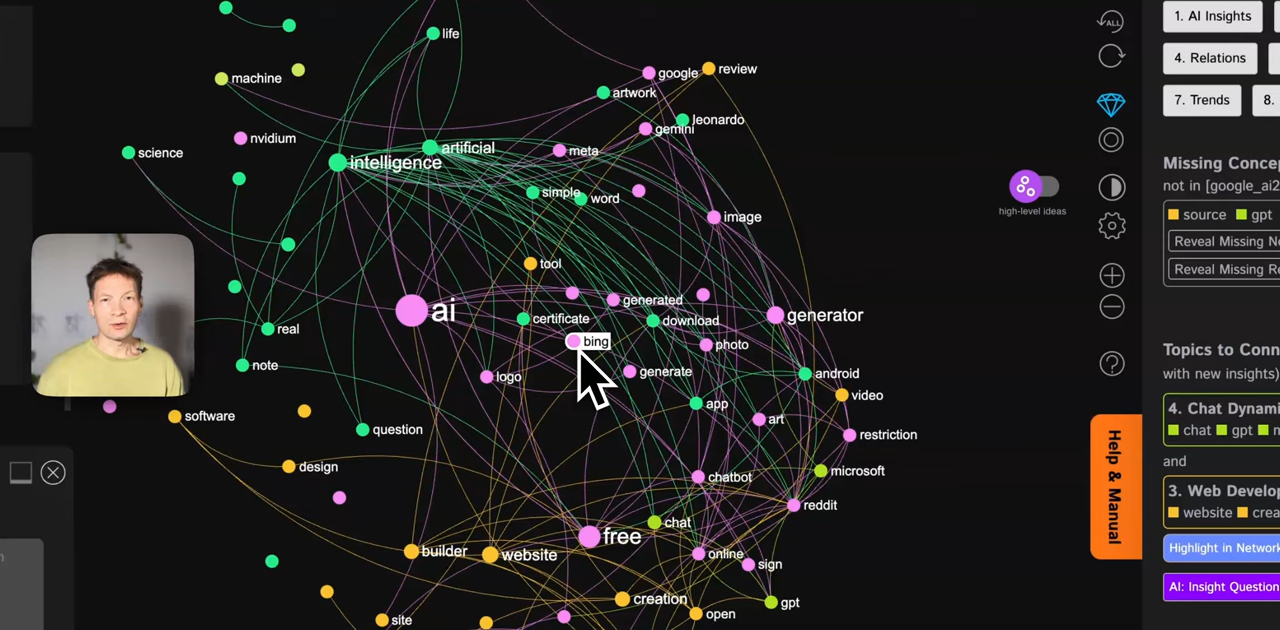 life
machine
google
review
artwork
leonardo
nvidium
gemini
science
artificial
intelligence
meta
simple
word
image
tool
generated
ai
certificate
download
generator
real
bing
photo
note
logo
generate
android
video
software
app
art
question
restriction
design
microsoft
chatbot
reddit
chat
free
builder
website
online
sign
creation
gpt
open
site
high-level ideas
ALL
Help & Manual
1. AI Insights
4. Relations
7. Trends
8.
Missing Conce
not in [google_ai2
source gpt
Reveal Missing
Reveal Missing
Topics to Conn
with new insights)
4. Chat Dynami
chat gpt
and
3. Web Develop
website crea
Highlight in Network
AI: Insight Question